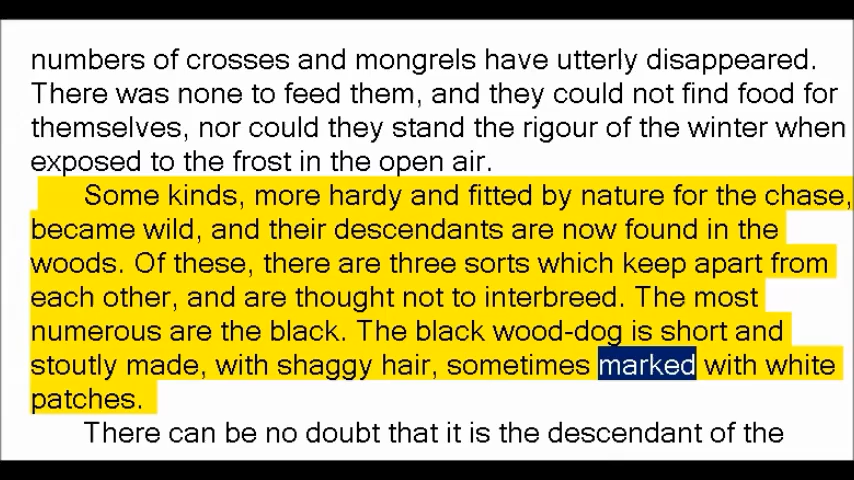 numbers of crosses and mongrels have utterly disappeared.
There was none to feed them, and they could not find food for
themselves, nor could they stand the rigour of the winter when
exposed to the frost in the open air.
Some kinds, more hardy and fitted by nature for the chase,
became wild, and their descendants are now found in the
woods. Of these, there are three sorts which keep apart from
each other, and are thought not to interbreed. The most
numerous are the black. The black wood-dog is short and
stoutly made, with shaggy hair, sometimes marked with white
patches.
There can be no doubt that it is the descendant of the